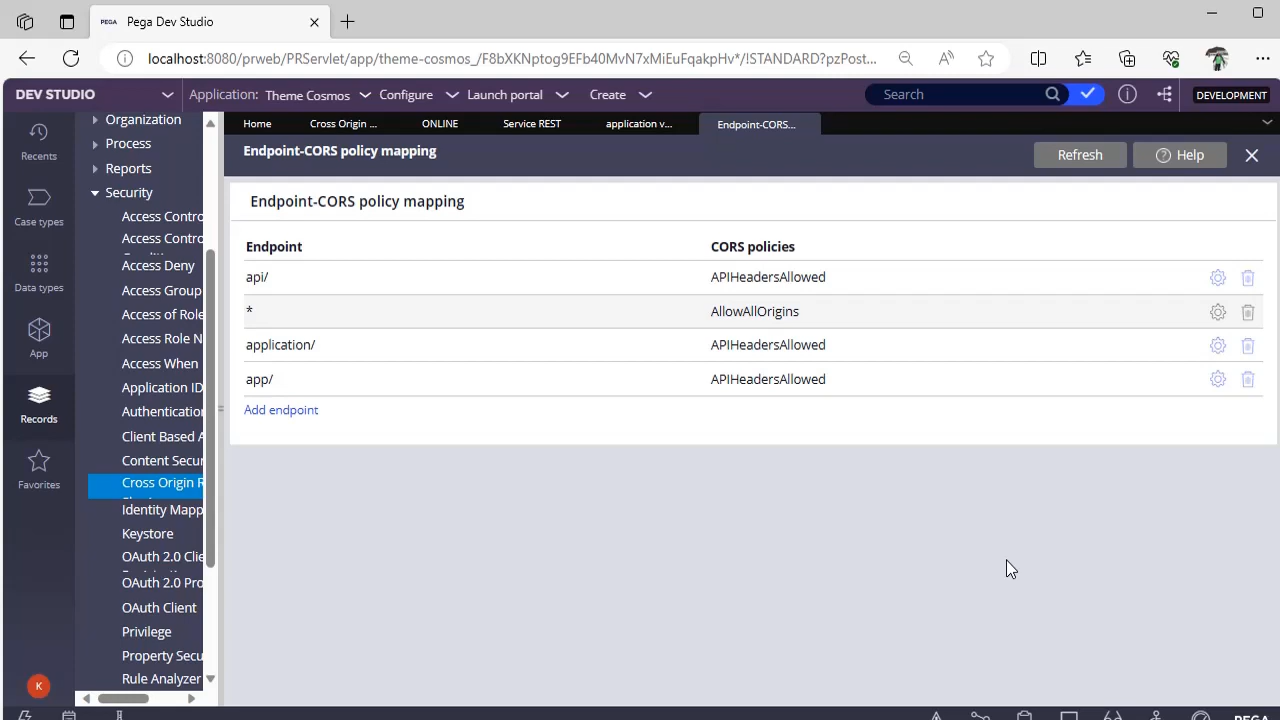 PEGA Pega Dev Studio
localhost:8080/prweb/PRServlet/app/theme-cosmos_/F8bXKNptog9EFb40MvN7xMiEuFqakpHv*/!STANDARD?pzPost...
DEV STUDIO Application: Theme Cosmos Configure Launch portal Create Search DEVELOPMENT
Recents
Case types
Data types
App
Records
Favorites
K
Organization
Process
Reports
Security
Access Contro
Access Contro
Access Deny
Access Group
Access of Role
Access Role N
Access When
Application ID
Authentication
Client Based A
Content Secur
Cross Origin R
Identity Mapp
Keystore
OAuth 2.0 Clie
OAuth 2.0 Pro
OAuth Client
Privilege
Property Secu
Rule Analyzer
Home Cross Origin ... ONLINE Service REST application v... Endpoint-CORS...
Endpoint-CORS policy mapping Refresh Help
Endpoint-CORS policy mapping
Endpoint CORS policies
api/ APIHeadersAllowed
* AllowAllOrigins
application/ APIHeadersAllowed
app/ APIHeadersAllowed
Add endpoint
PEGA